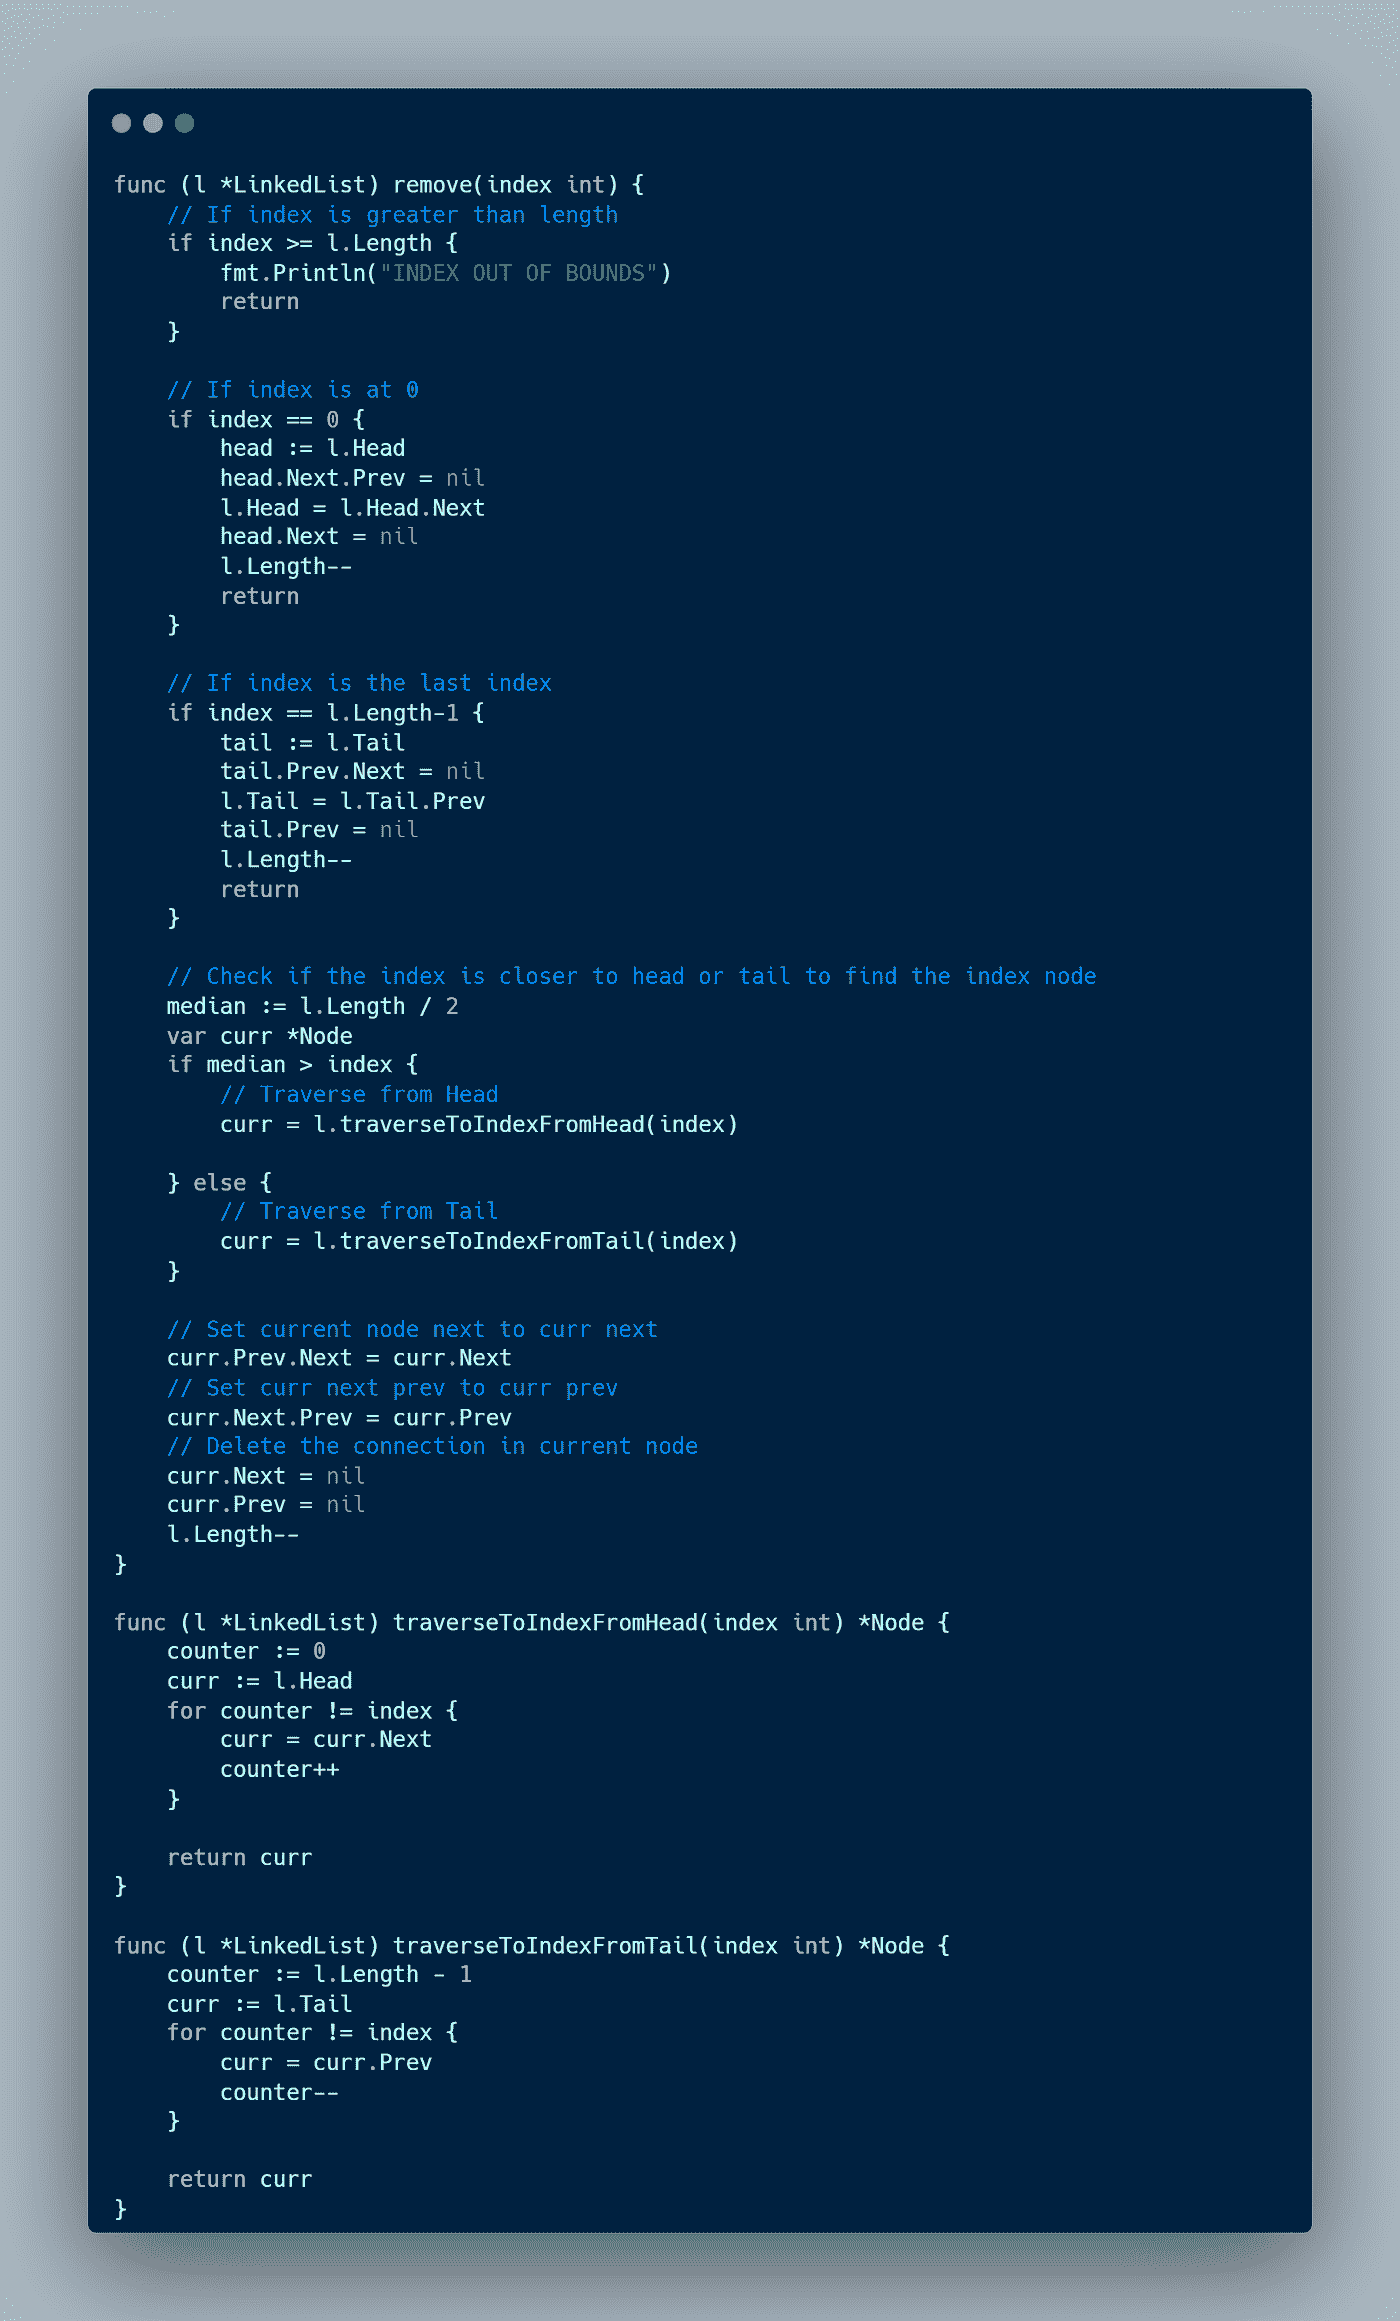 func (l *LinkedList) remove(index int) {
    // If index is greater than length
    if index >= l.Length {
        fmt.Println("INDEX OUT OF BOUNDS")
        return
    }

    // If index is at 0
    if index == 0 {
        head := l.Head
        head.Next.Prev = nil
        l.Head = l.Head.Next
        head.Next = nil
        l.Length--
        return
    }

    // If index is the last index
    if index == l.Length-1 {
        tail := l.Tail
        tail.Prev.Next = nil
        l.Tail = l.Tail.Prev
        tail.Prev = nil
        l.Length--
        return
    }

    // Check if the index is closer to head or tail to find the index node
    median := l.Length / 2
    var curr *Node
    if median > index {
        // Traverse from Head
        curr = l.traverseToIndexFromHead(index)

    } else {
        // Traverse from Tail
        curr = l.traverseToIndexFromTail(index)
    }

    // Set current node next to curr next
    curr.Prev.Next = curr.Next
    // Set curr next prev to curr prev
    curr.Next.Prev = curr.Prev
    // Delete the connection in current node
    curr.Next = nil
    curr.Prev = nil
    l.Length--
}

func (l *LinkedList) traverseToIndexFromHead(index int) *Node {
    counter := 0
    curr := l.Head
    for counter != index {
        curr = curr.Next
        counter++
    }

    return curr
}

func (l *LinkedList) traverseToIndexFromTail(index int) *Node {
    counter := l.Length - 1
    curr := l.Tail
    for counter != index {
        curr = curr.Prev
        counter--
    }

    return curr
}